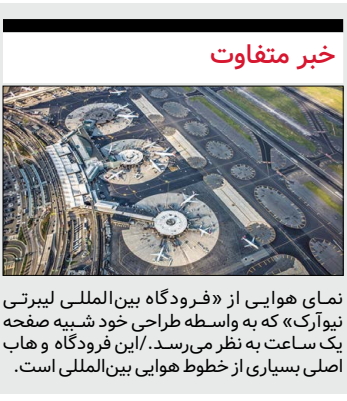 خبر متفاوت
نمای هوایی از «فرودگاه بین‌المللی لیبرتی
نیوآرک» که به واسطه طراحی خود شبیه صفحه
یک ساعت به نظر می‌رسد./این فرودگاه و هاب
اصلی بسیاری از خطوط هوایی بین‌المللی است.